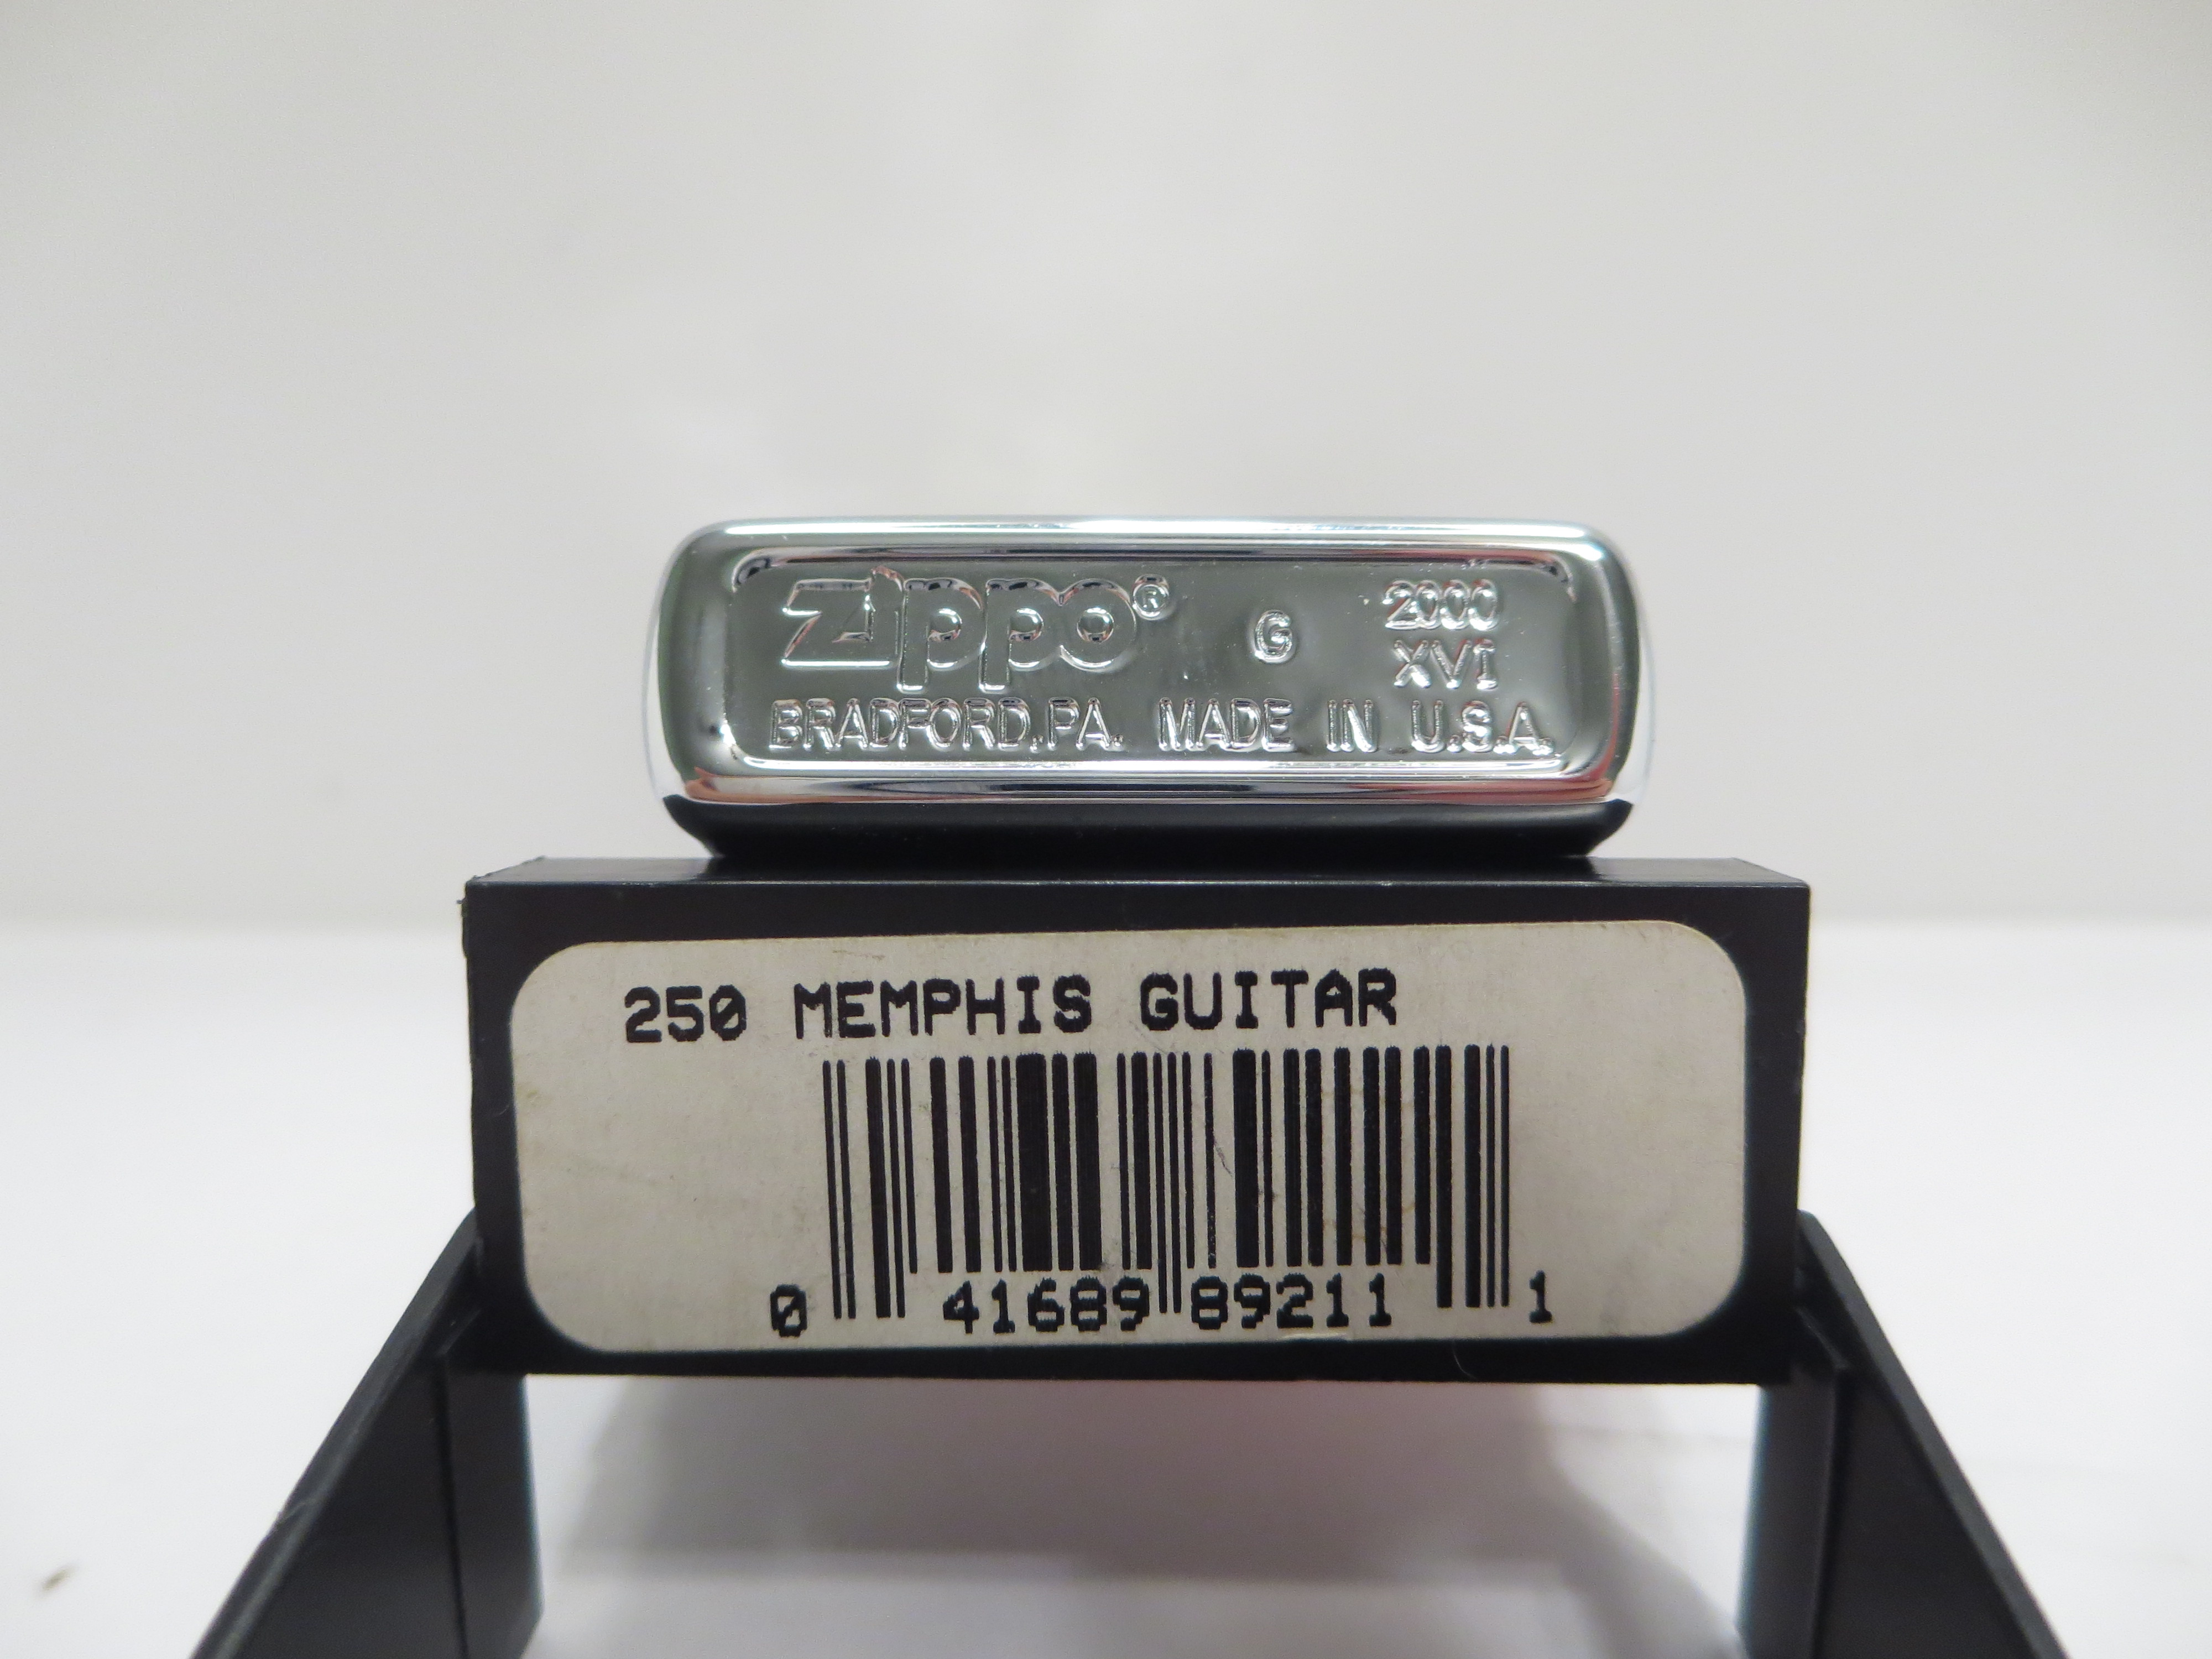 Zippo® G 2000
XVI
BRADFORD,PA. MADE IN U.S.A.
250 MEMPHIS GUITAR
0 41689 89211 1